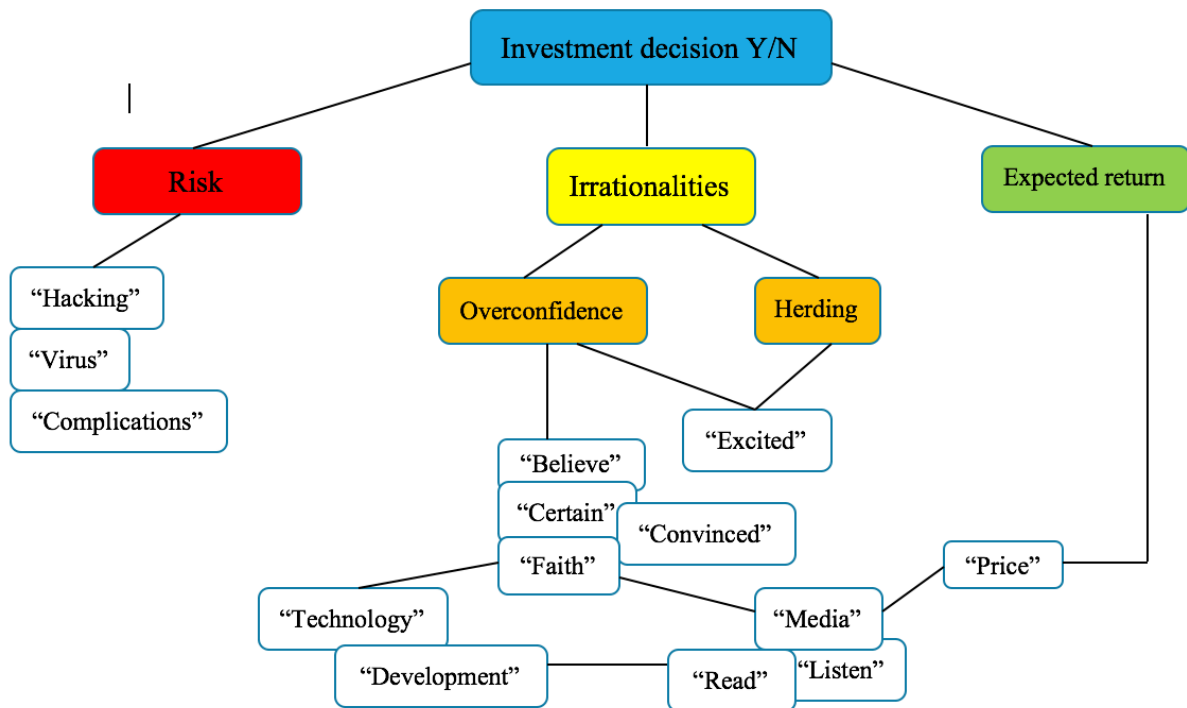 Investment decision Y/N
Risk
Irrationalities
Expected return
“Hacking”
“Virus”
“Complications”
Overconfidence
Herding
“Excited”
“Believe”
“Certain”
“Convinced”
“Faith”
“Price”
“Technology”
“Media”
“Development”
“Read”
“Listen”